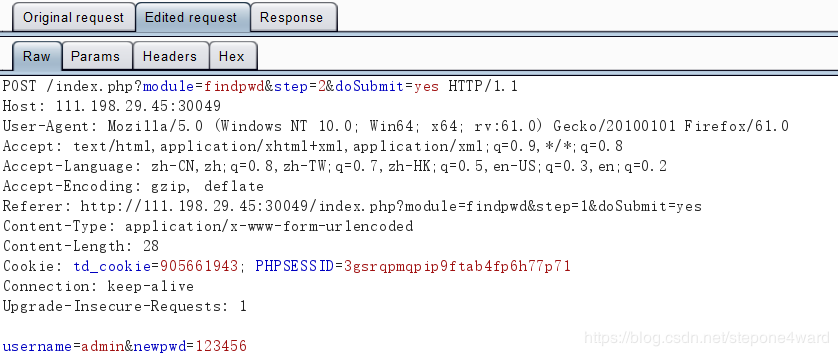 Original request Edited request Response
Raw Params Headers Hex
POST /index.php?module=findpwd&step=2&doSubmit=yes HTTP/1.1
Host: 111.198.29.45:30049
User-Agent: Mozilla/5.0 (Windows NT 10.0; Win64; x64; rv:61.0) Gecko/20100101 Firefox/61.0
Accept: text/html,application/xhtml+xml,application/xml;q=0.9,*/*;q=0.8
Accept-Language: zh-CN,zh;q=0.8,zh-TW;q=0.7,zh-HK;q=0.5,en-US;q=0.3,en;q=0.2
Accept-Encoding: gzip, deflate
Referer: http://111.198.29.45:30049/index.php?module=findpwd&step=1&doSubmit=yes
Content-Type: application/x-www-form-urlencoded
Content-Length: 28
Cookie: td_cookie=905661943; PHPSESSID=3gsrqpmqpip9ftab4fp6h77p71
Connection: keep-alive
Upgrade-Insecure-Requests: 1
username=admin&newpwd=123456
https://blog.csdn.net/stepone4ward